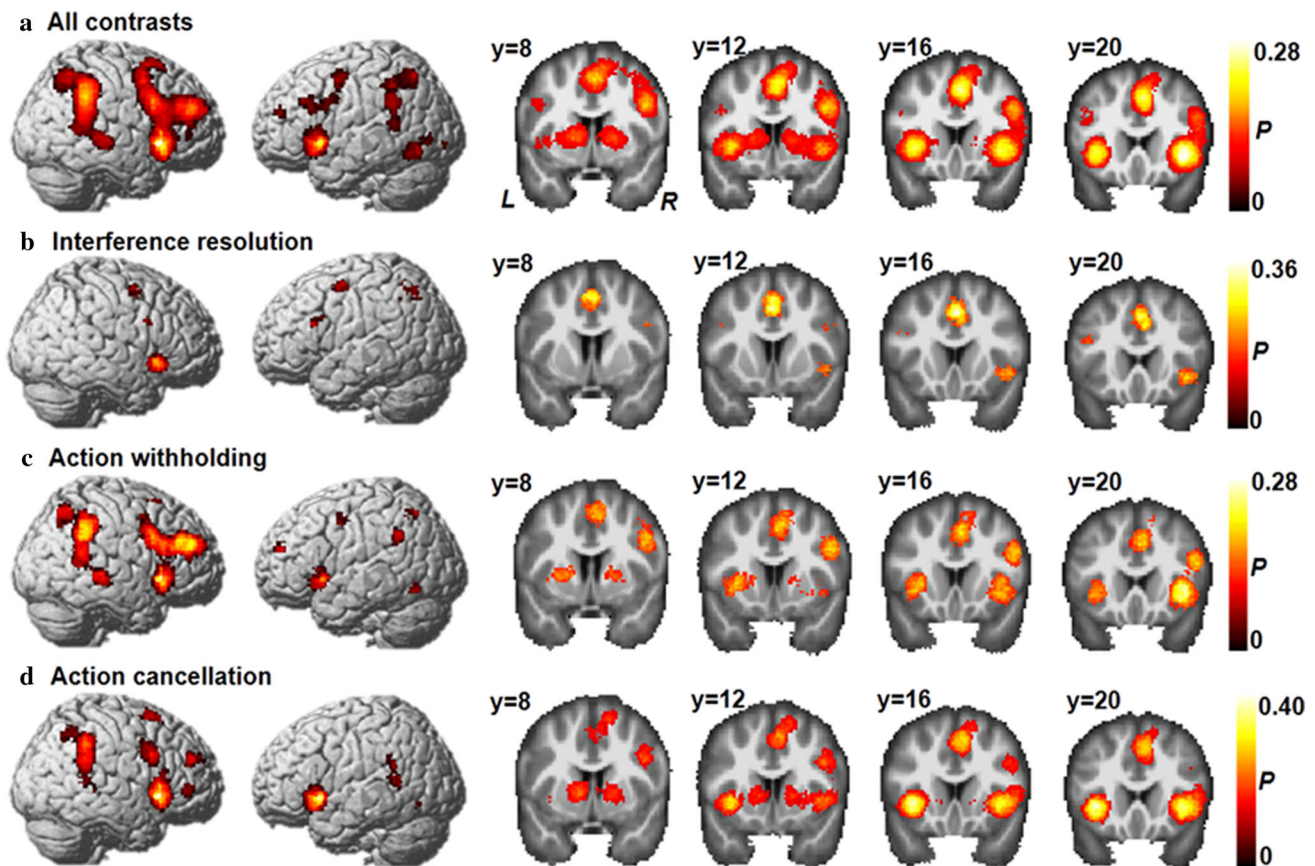 a All contrasts
y=8 y=12 y=16 y=20 0.28
P
L R 0
b Interference resolution
y=8 y=12 y=16 y=20 0.36
P
0
c Action withholding
y=8 y=12 y=16 y=20 0.28
P
0
d Action cancellation
y=8 y=12 y=16 y=20 0.40
P
0